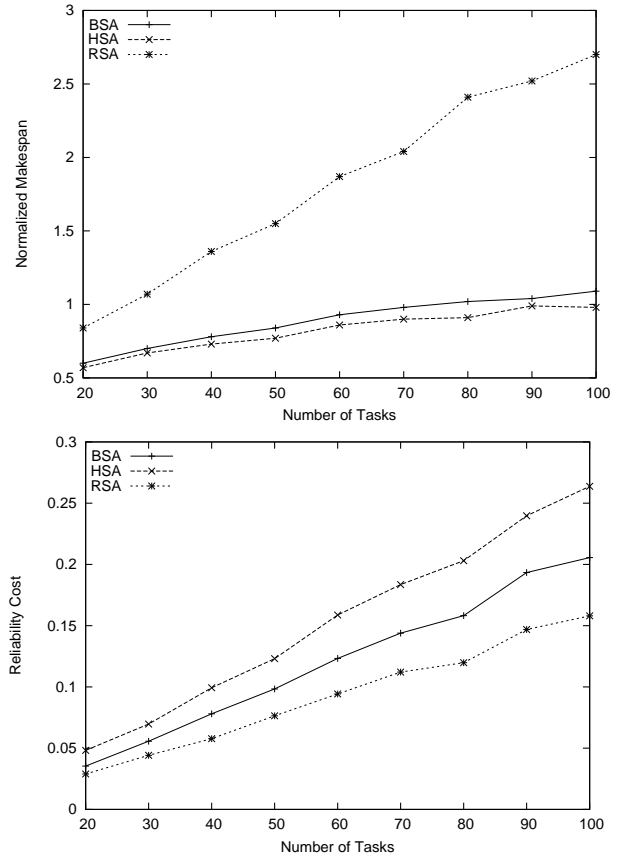 3
2.5
2
1.5
1
0.5
Normalized Makespan
BSA
HSA
RSA
20 30 40 50 60 70 80 90 100
Number of Tasks
0.3
0.25
0.2
0.15
0.1
0.05
0
Reliability Cost
BSA
HSA
RSA
20 30 40 50 60 70 80 90 100
Number of Tasks